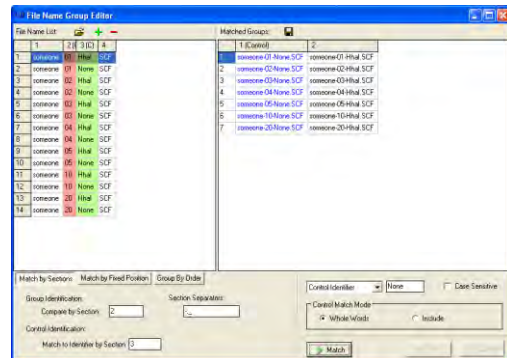 File Name Group Editor
File Name List:
Matched Groups:
1 2 ( 3 (C) 4
1 someone 01 Hhal SCF
2 someone 01 None SCF
3 someone 02 Hhal SCF
4 someone 02 None SCF
5 someone 03 Hhal SCF
6 someone 03 None SCF
7 someone 04 Hhal SCF
8 someone 04 None SCF
9 someone 05 Hhal SCF
10 someone 05 None SCF
11 someone 10 Hhal SCF
12 someone 10 None SCF
13 someone 20 Hhal SCF
14 someone 20 None SCF
1 (Control) 2
1 someone-01-None.SCF someone-01-Hhal.SCF
2 someone-02-None.SCF someone-02-Hhal.SCF
3 someone-03-None.SCF someone-03-Hhal.SCF
4 someone-04-None.SCF someone-04-Hhal.SCF
5 someone-05-None.SCF someone-05-Hhal.SCF
6 someone-10-None.SCF someone-10-Hhal.SCF
7 someone-20-None.SCF someone-20-Hhal.SCF
Match by Sections Match by Fixed Position Group By Order
Group Identification:
Section Separators:
Compare by Section: 2
-._
Control Identification:
Match to Identifier by Section 3
Control Identifier None Case Sensitive
Control Match Mode
Whole Words Include
Match